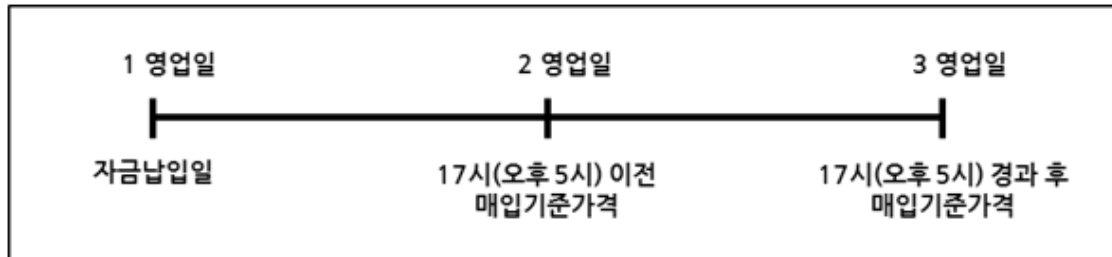 1 영업일
2 영업일
3 영업일
자금납입일
17시(오후 5시) 이전
매입기준가격
17시(오후 5시) 경과 후
매입기준가격